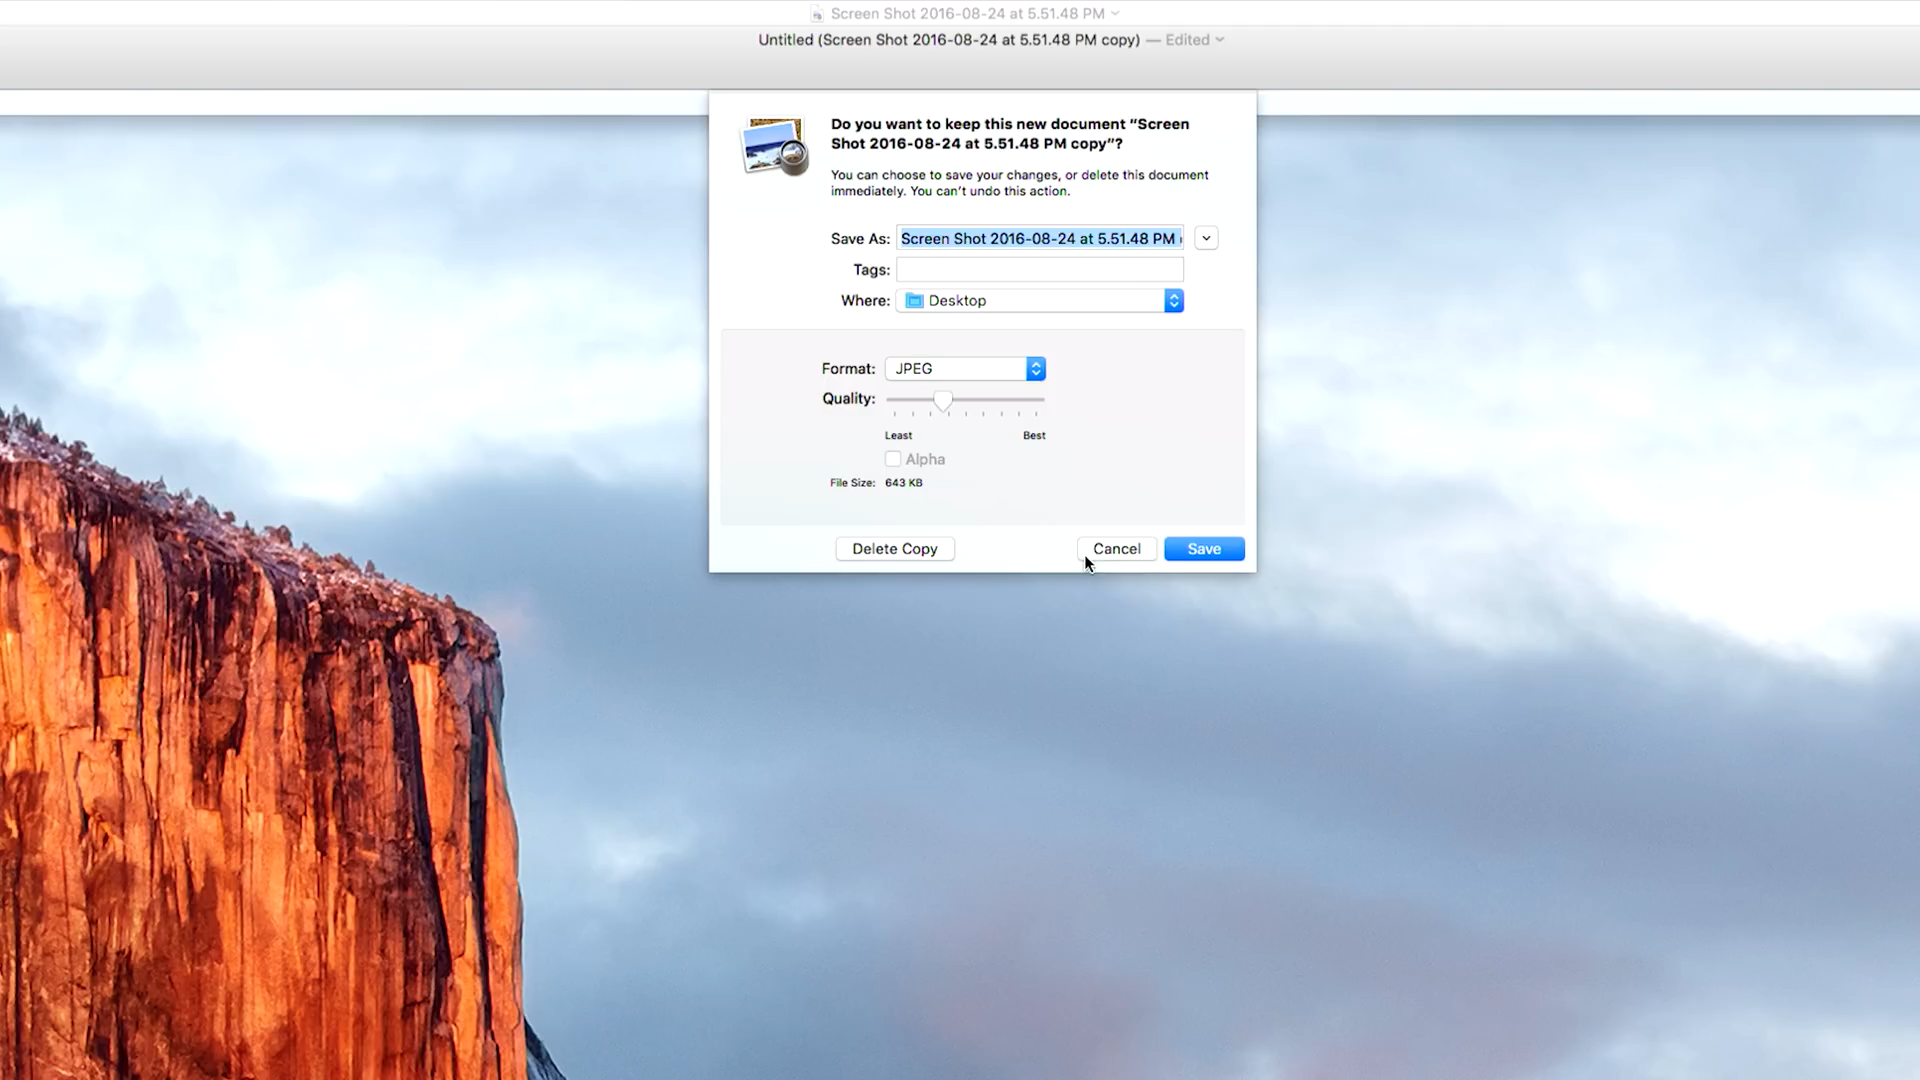 Screen Shot 2016-08-24 at 5.51.48 PM
Untitled (Screen Shot 2016-08-24 at 5.51.48 PM copy) — Edited
Do you want to keep this new document “Screen
Shot 2016-08-24 at 5.51.48 PM copy”?
You can choose to save your changes, or delete this document
immediately. You can’t undo this action.
Save As: Screen Shot 2016-08-24 at 5.51.48 PM
Tags:
Where: Desktop
Format: JPEG
Quality:
Least Best
Alpha
File Size: 643 KB
Delete Copy Cancel Save